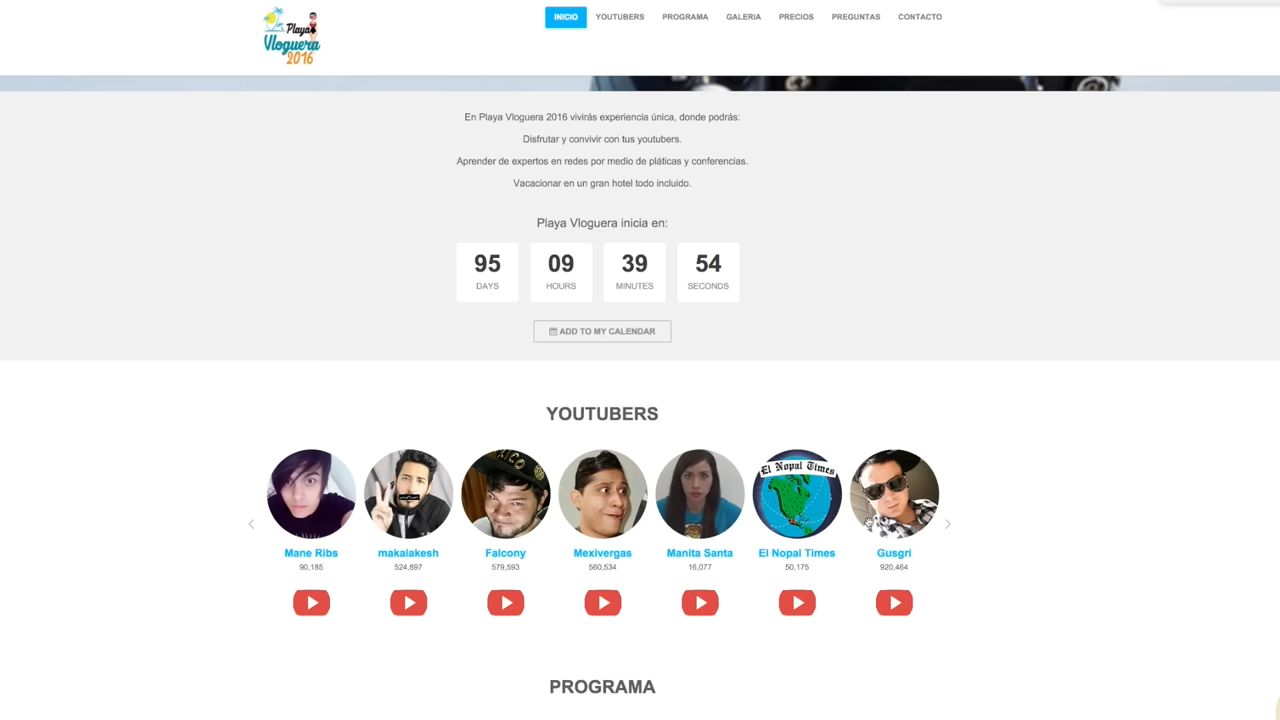 Playa
Vloguera
2016
INICIO YOUTUBERS PROGRAMA GALERIA PRECIOS PREGUNTAS CONTACTO
En Playa Vloguera 2016 vivirás experiencia única, donde podrás:
Disfrutar y convivir con tus youtubers.
Aprender de expertos en redes por medio de pláticas y conferencias.
Vacacionar en un gran hotel todo incluido.
Playa Vloguera inicia en:
95 09 39 54
DAYS HOURS MINUTES SECONDS
ADD TO MY CALENDAR
YOUTUBERS
El Nopal Times
Mane Ribs makalakesh Falcony Mexivergas Manita Santa El Nopal Times Gusgri
90,185 524,897 579,593 560,534 16,077 50,175 920,464
PROGRAMA